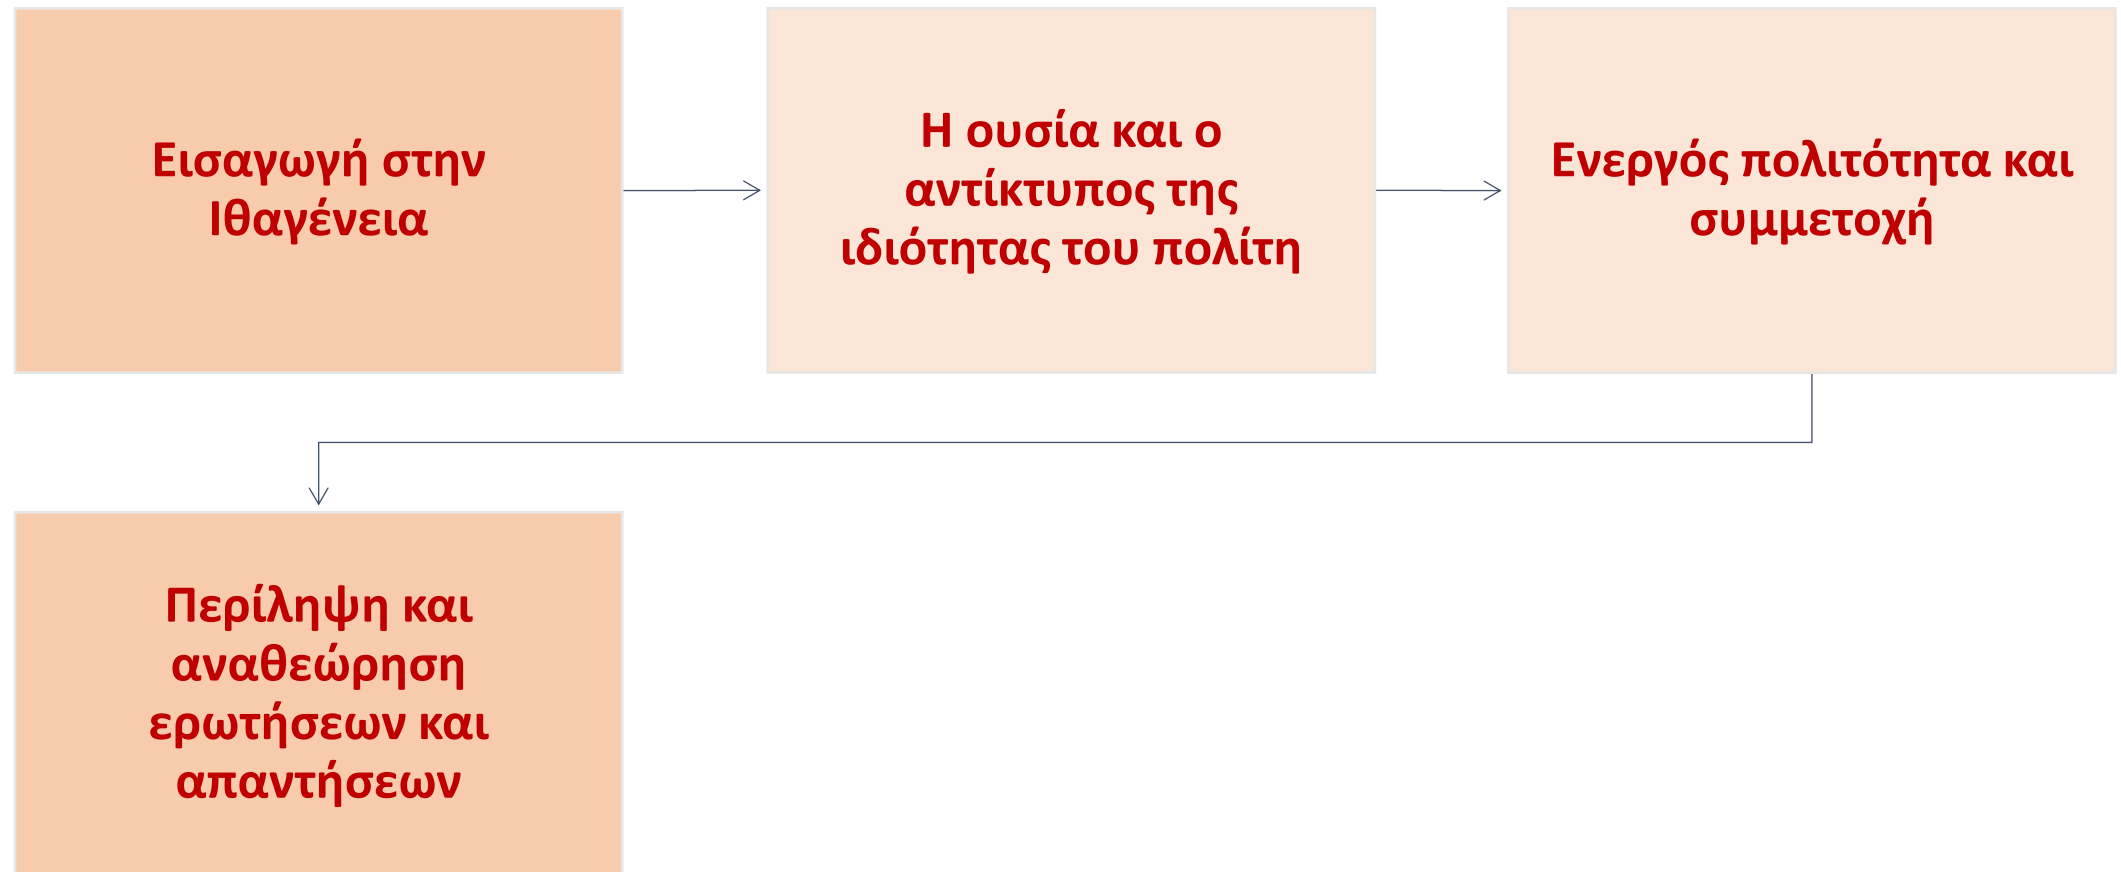 Εισαγωγή στην
Ιθαγένεια
Η ουσία και ο
αντίκτυπος της
ιδιότητας του πολίτη
Ενεργός πολιτότητα και
συμμετοχή
Περίληψη και
αναθεώρηση
ερωτήσεων και
απαντήσεων